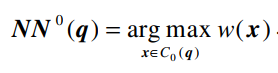 NN⁰(q) = arg max w(x).
x∈C₀(q)